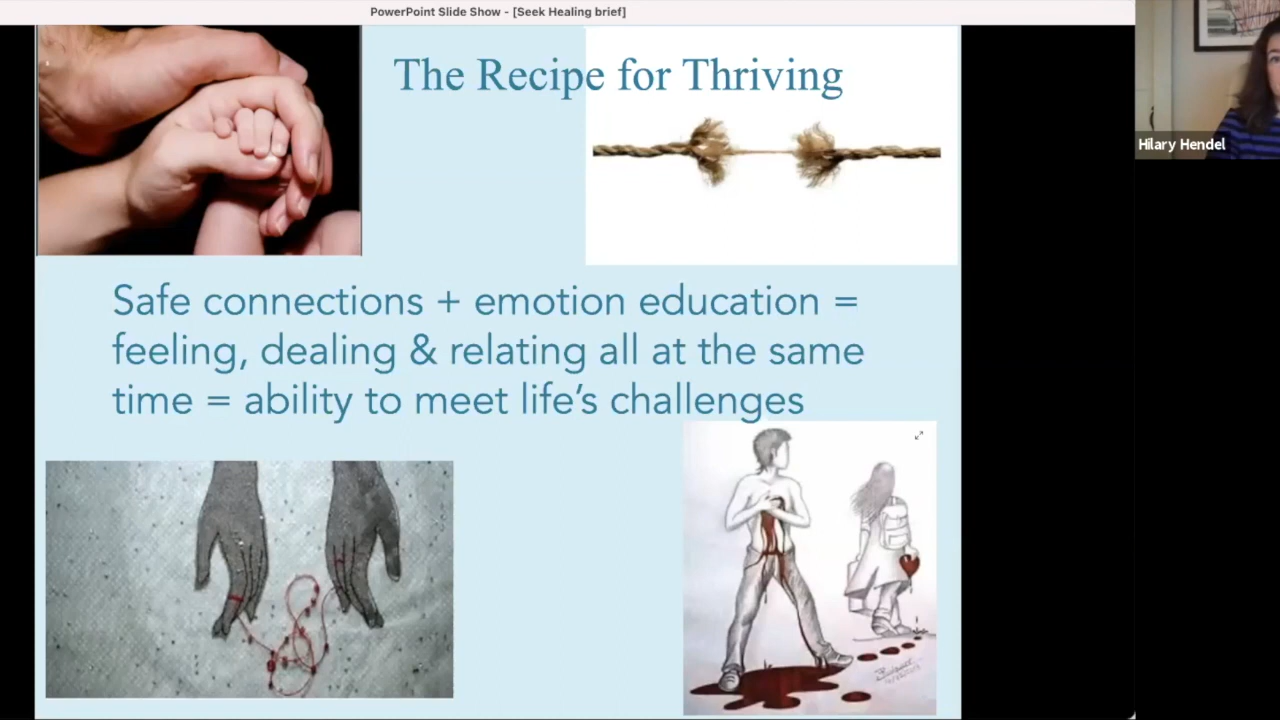 PowerPoint Slide Show - [Seek Healing brief]
The Recipe for Thriving
Hilary Hendel
Safe connections + emotion education =
feeling, dealing & relating all at the same
time = ability to meet life's challenges